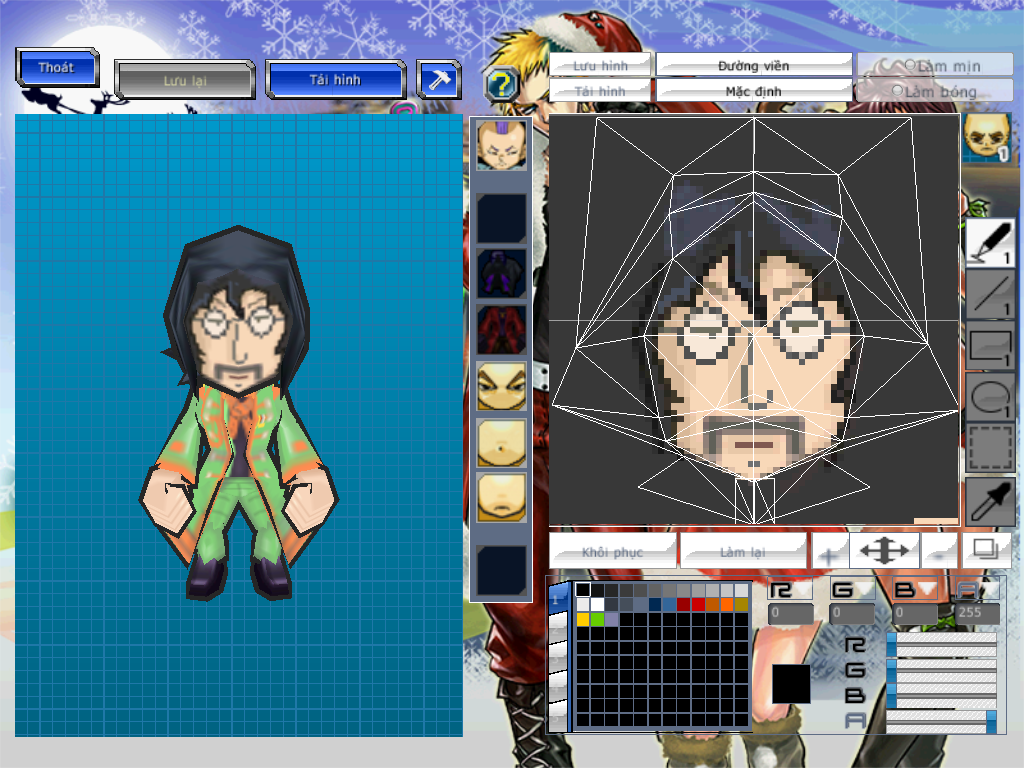 Thoát
Lưu lại
Tải hình
?
Lưu hình
Đường viền
Làm mịn
Tải hình
Mặc định
Làm bóng
1
1
1
1
1
Khôi phục
Làm lại
+
-
1
R
G
B
A
0
0
0
255
R
G
B
A